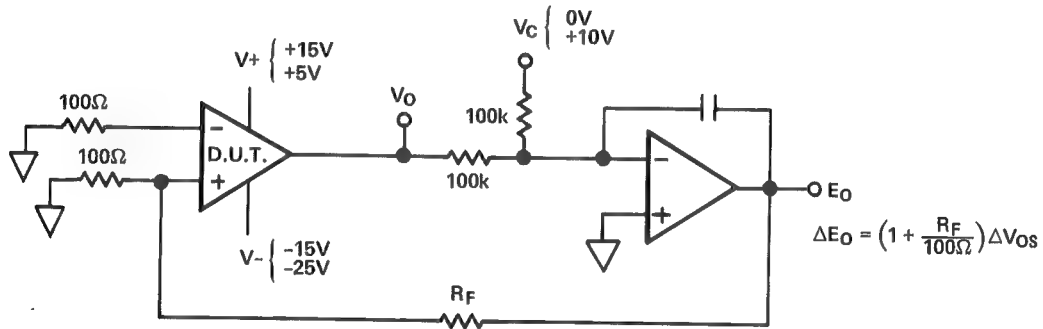 V_C { 0V
+10V
V+ { +15V
+5V
100Ω
V_O
100k
−
D.U.T.
+
100Ω
100k
−
+
E_O
ΔE_O = (1 + R_F/100Ω) ΔV_OS
V− { −15V
−25V
R_F